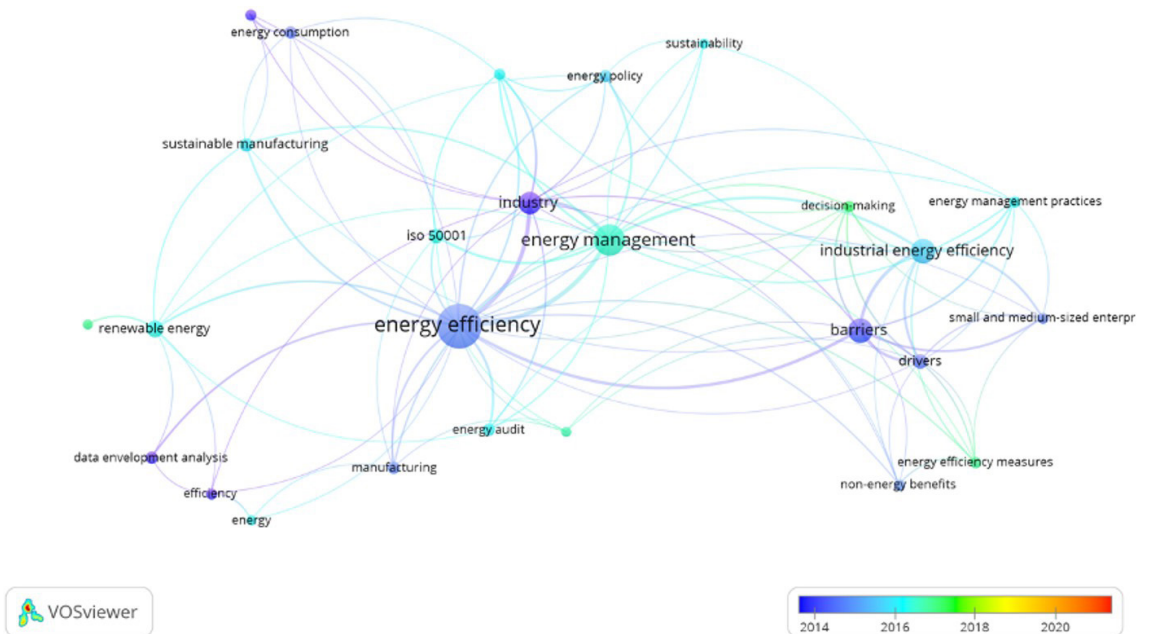 energy consumption
sustainability
energy policy
sustainable manufacturing
industry
decision-making
energy management practices
iso 50001
energy management
industrial energy efficiency
renewable energy
energy efficiency
barriers
small and medium-sized enterpr
drivers
energy audit
data envelopment analysis
manufacturing
energy efficiency measures
efficiency
non-energy benefits
energy
VOSviewer
2014 2016 2018 2020